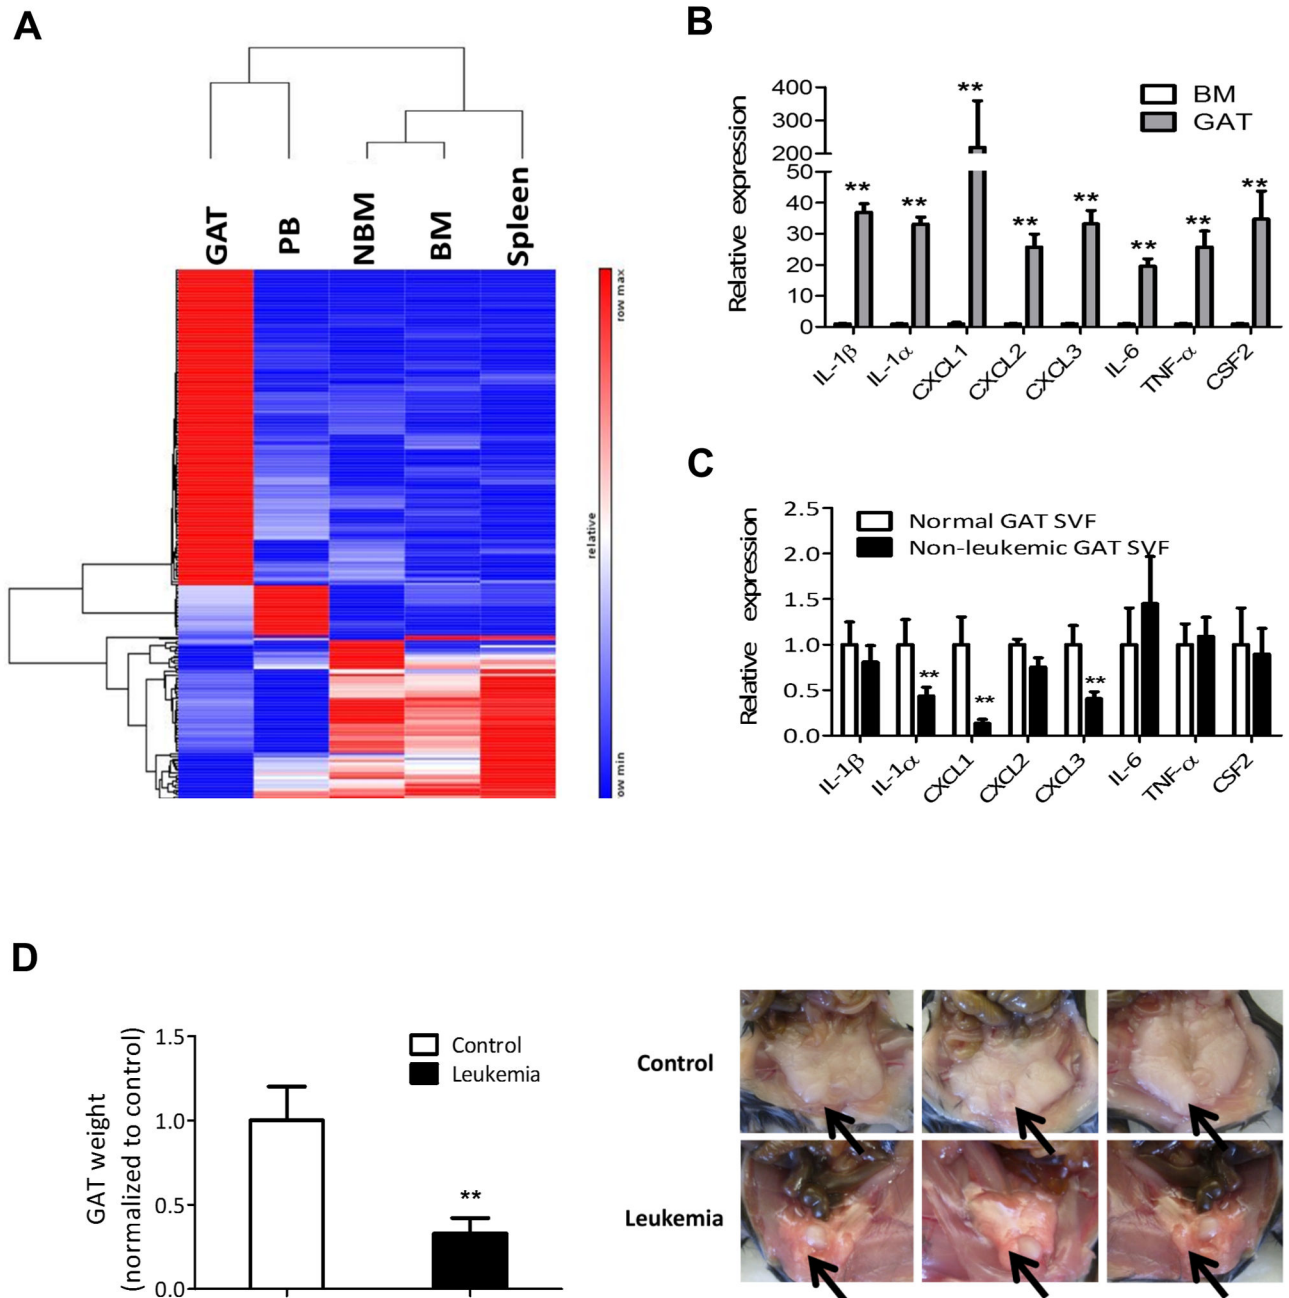 A
GAT
PB
NBM
BM
Spleen
row max
relative
ow min
B
Relative expression
400
300
200
50
40
30
20
10
0
BM
GAT
**
**
**
**
**
**
**
**
IL-1β
IL-1α
CXCL1
CXCL2
CXCL3
IL-6
TNF-α
CSF2
C
Relative expression
2.5
2.0
1.5
1.0
0.5
0.0
Normal GAT SVF
Non-leukemic GAT SVF
**
**
**
IL-1β
IL-1α
CXCL1
CXCL2
CXCL3
IL-6
TNF-α
CSF2
D
GAT weight
(normalized to control)
1.5
1.0
0.5
0.0
Control
Leukemia
**
Control
Leukemia